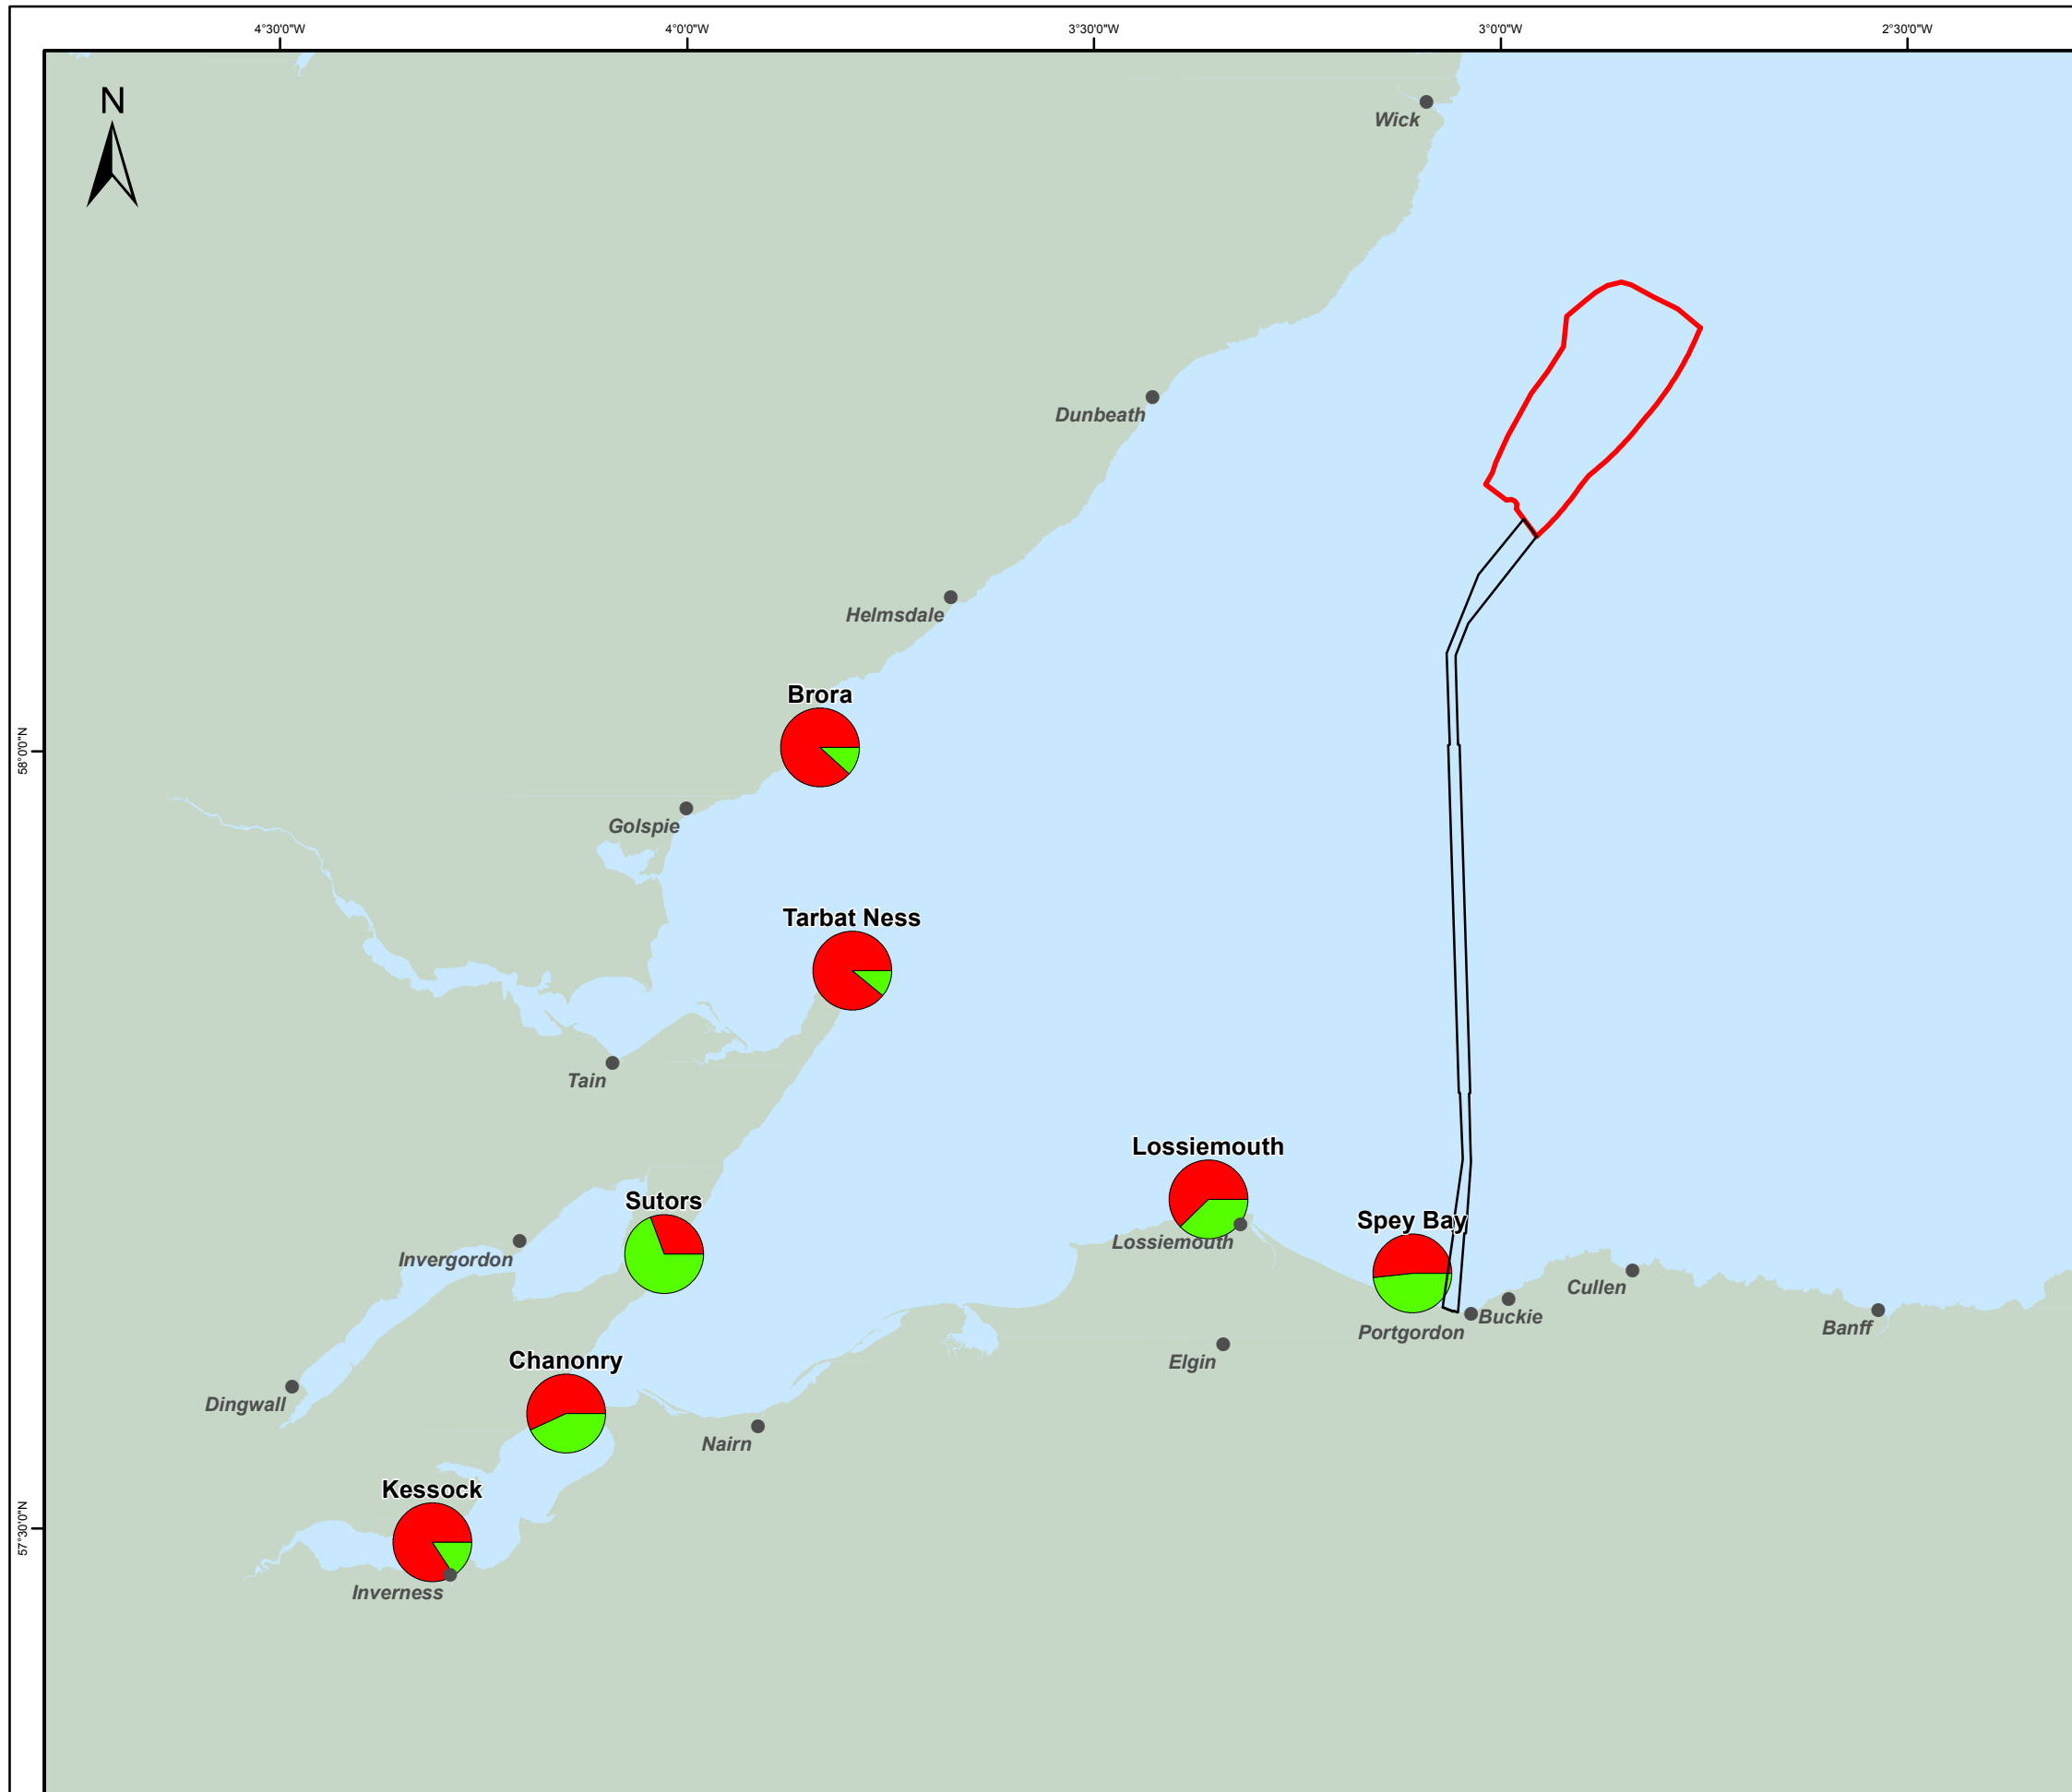 4°30'0"W
4°0'0"W
3°30'0"W
3°0'0"W
2°30'0"W
N
Wick
Dunbeath
Helmsdale
Brora
58°0'0"N
Golspie
Tarbat Ness
Tain
Lossiemouth
Sutors
Spey Bay
Lossiemouth
Invergordon
Cullen
Buckie
Banff
Portgordon
Chanonry
Elgin
Dingwall
Nairn
Kessock
57°30'0"N
Inverness